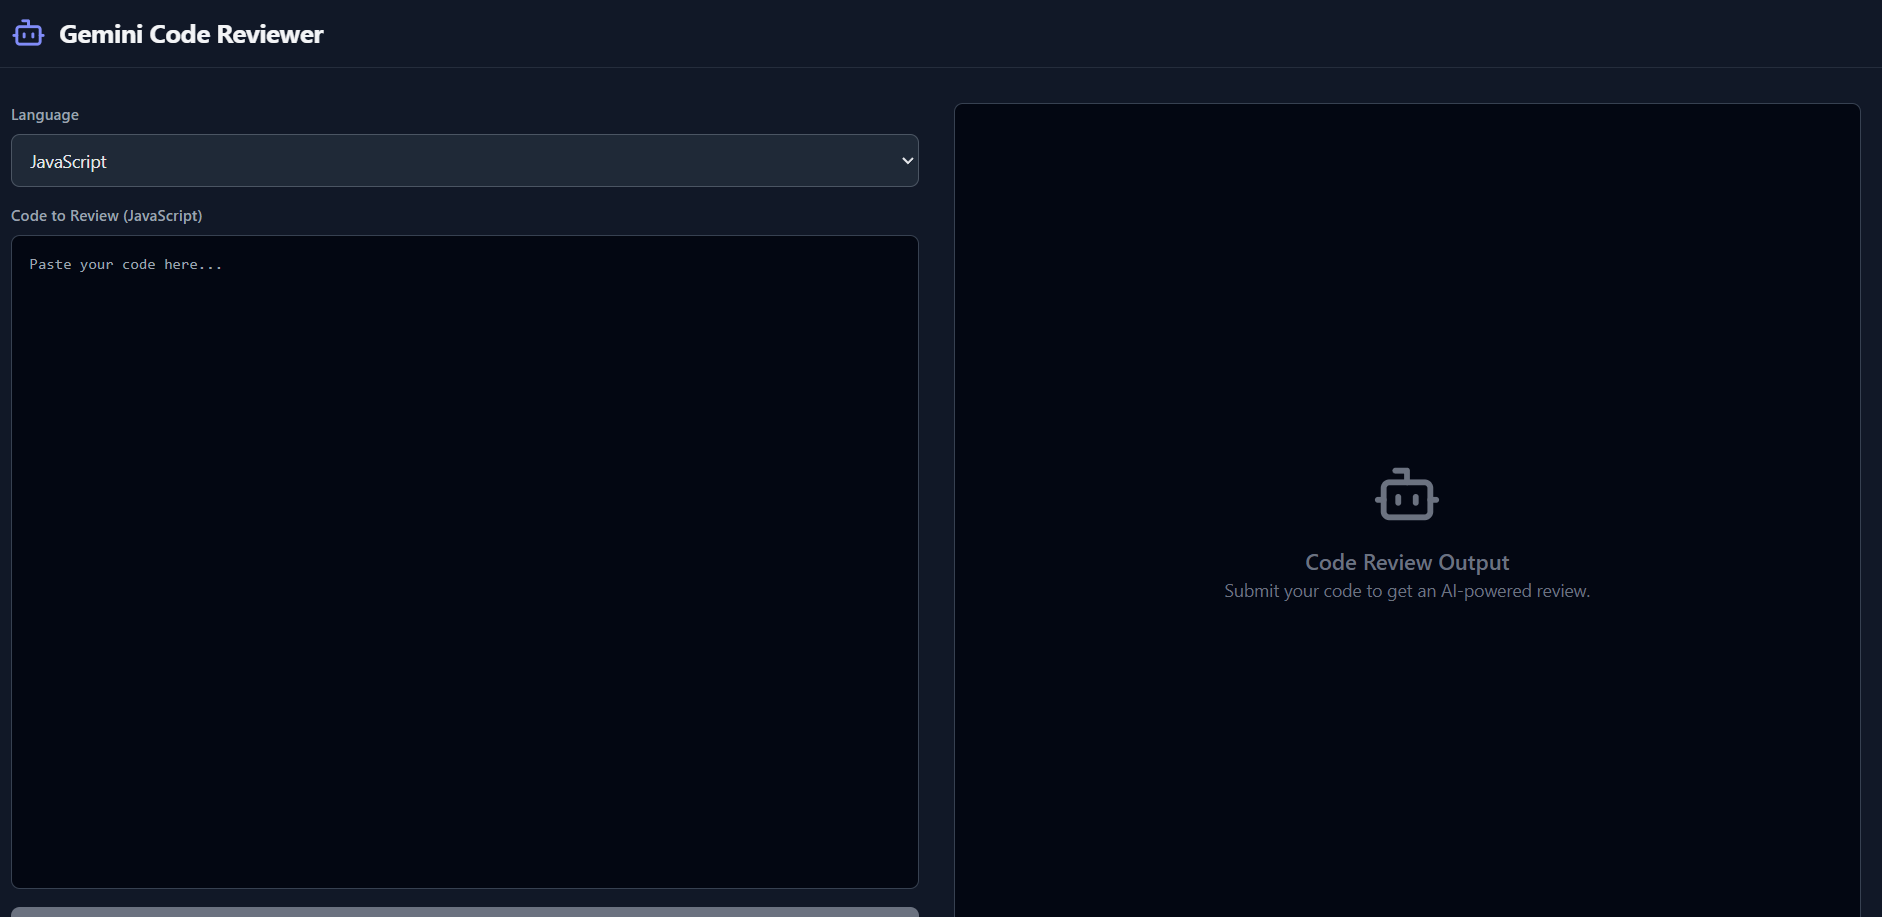 Gemini Code Reviewer
Language
JavaScript
Code to Review (JavaScript)
Paste your code here...
Code Review Output
Submit your code to get an AI-powered review.